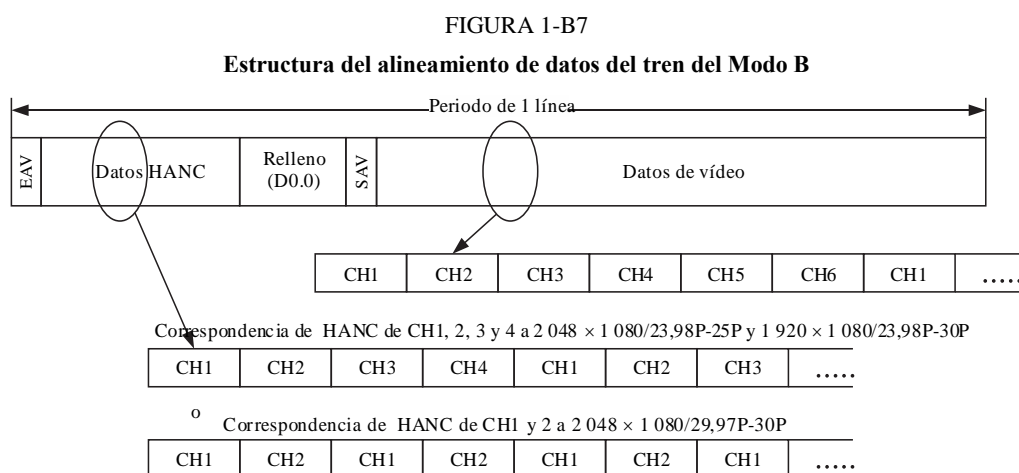 FIGURA 1-B7
Estructura del alineamiento de datos del tren del Modo B
Periodo de 1 línea
EAV
Datos HANC
Relleno
(D0.0)
SAV
Datos de vídeo
CH1 CH2 CH3 CH4 CH5 CH6 CH1 .....
Correspondencia de HANC de CH1, 2, 3 y 4 a 2 048 × 1 080/23,98P-25P y 1 920 × 1 080/23,98P-30P
CH1 CH2 CH3 CH4 CH1 CH2 CH3 .....
o
Correspondencia de HANC de CH1 y 2 a 2 048 × 1 080/29,97P-30P
CH1 CH2 CH1 CH2 CH1 CH2 CH1 .....